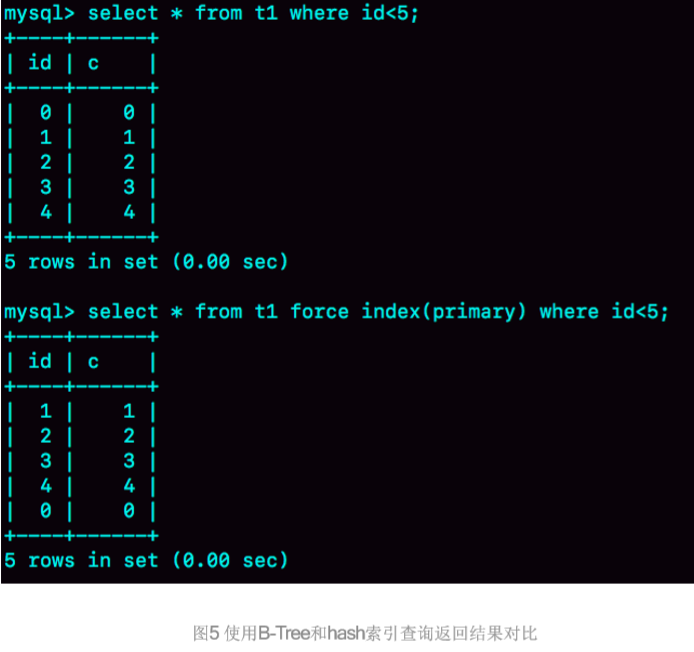 mysql> select * from t1 where id<5;
+----+------+
| id | c    |
+----+------+
|  0 |    0 |
|  1 |    1 |
|  2 |    2 |
|  3 |    3 |
|  4 |    4 |
+----+------+
5 rows in set (0.00 sec)
mysql> select * from t1 force index(primary) where id<5;
+----+------+
| id | c    |
+----+------+
|  1 |    1 |
|  2 |    2 |
|  3 |    3 |
|  4 |    4 |
|  0 |    0 |
+----+------+
5 rows in set (0.00 sec)
图5 使用B-Tree和hash索引查询返回结果对比